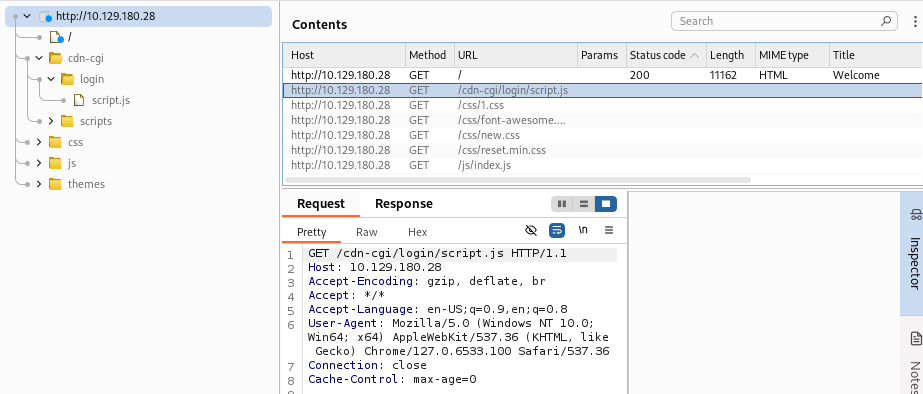 http://10.129.180.28
/
cdn-cgi
login
script.js
scripts
css
js
themes
Contents
Search
Host Method URL Params Status code Length MIME type Title
http://10.129.180.28 GET / 200 11162 HTML Welcome
http://10.129.180.28 GET /cdn-cgi/login/script.js
http://10.129.180.28 GET /css/1.css
http://10.129.180.28 GET /css/font-awesome....
http://10.129.180.28 GET /css/new.css
http://10.129.180.28 GET /css/reset.min.css
http://10.129.180.28 GET /js/index.js
Request Response
Pretty Raw Hex
\n
1 GET /cdn-cgi/login/script.js HTTP/1.1
2 Host: 10.129.180.28
3 Accept-Encoding: gzip, deflate, br
4 Accept: */*
5 Accept-Language: en-US;q=0.9,en;q=0.8
6 User-Agent: Mozilla/5.0 (Windows NT 10.0;
Win64; x64) AppleWebKit/537.36 (KHTML, like
Gecko) Chrome/127.0.6533.100 Safari/537.36
7 Connection: close
8 Cache-Control: max-age=0
Inspector
Notes